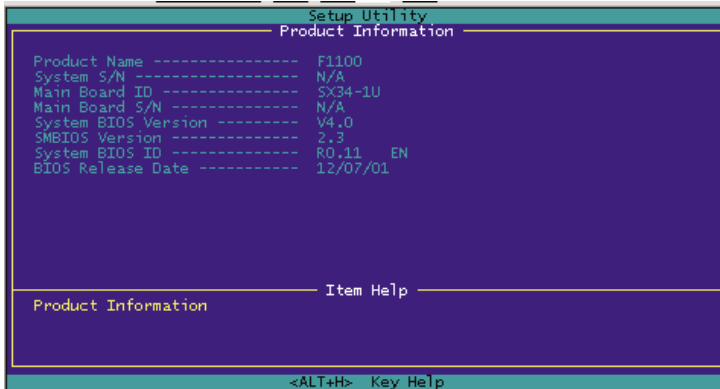 Setup Utility
Product Information
Product Name ---------------- F1100
System S/N ------------------ N/A
Main Board ID --------------- SX34-1U
Main Board S/N -------------- N/A
System BIOS Version --------- V4.0
SMBIOS Version -------------- 2.3
System BIOS ID -------------- R0.11 EN
BIOS Release Date ----------- 12/07/01
Item Help
Product Information
<ALT+H> Key Help